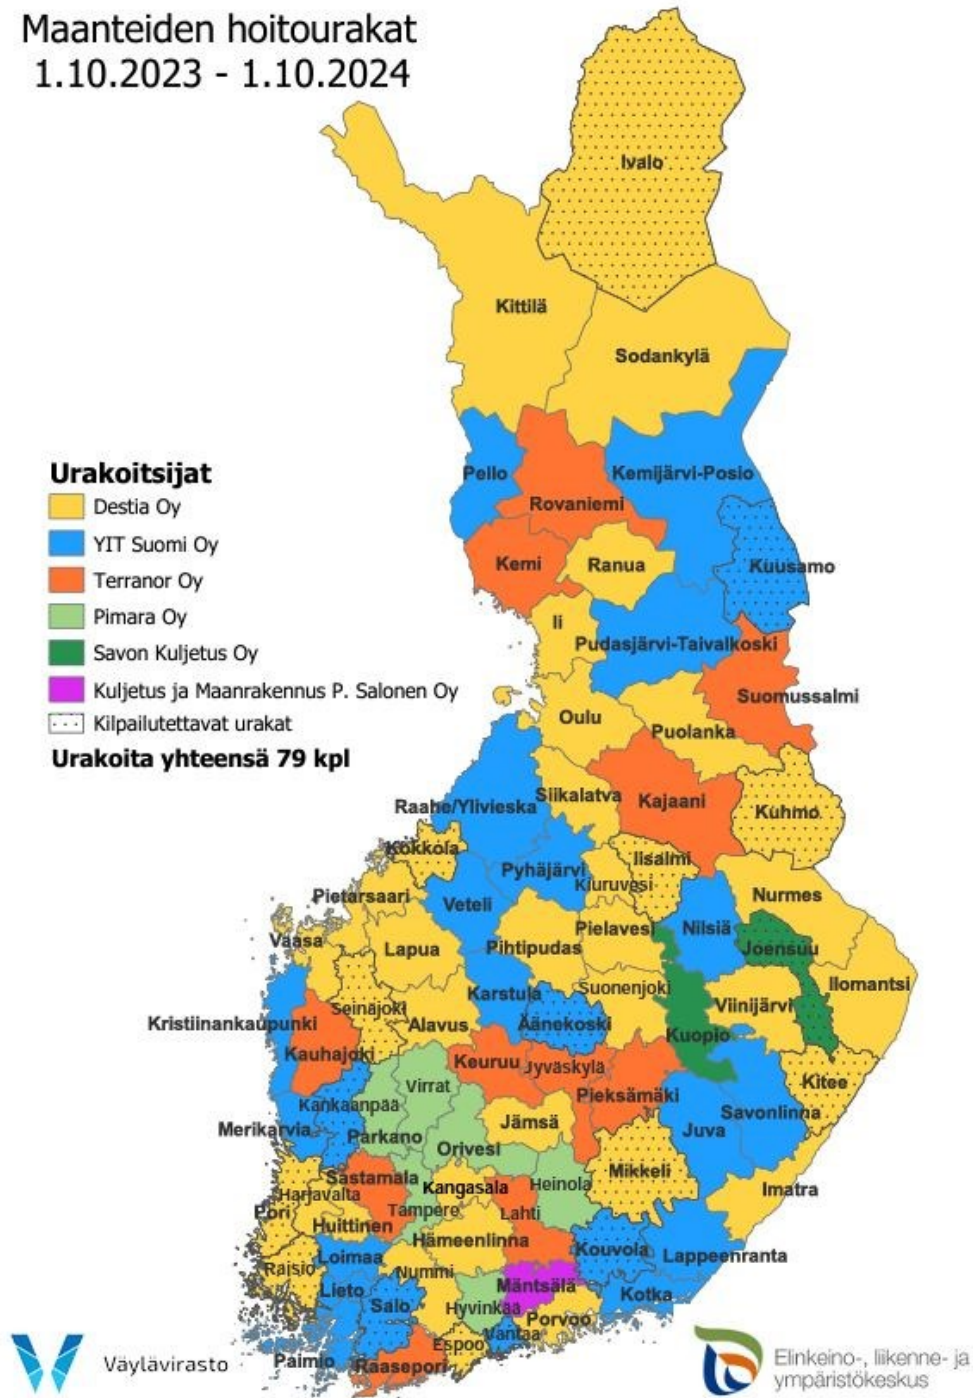 Maanteiden hoitourakat
1.10.2023 - 1.10.2024
Ivalo
Kittilä
Sodankylä
Urakoitsijat
Destia Oy
YIT Suomi Oy
Terranor Oy
Pimara Oy
Savon Kuljetus Oy
Kuljetus ja Maanrakennus P. Salonen Oy
Kilpailutettavat urakat
Urakoita yhteensä 79 kpl
Pello
Kemijärvi-Posio
Rovaniemi
Kemi
Ranua
Kuusamo
Ii
Pudasjärvi-Taivalkoski
Suomussalmi
Oulu
Puolanka
Siikalatva
Kajaani
Raahe/Ylivieska
Kuhmo
Kokkola
Iisalmi
Pyhäjärvi
Kiuruvesi
Pietarsaari
Nurmes
Veteli
Vaasa
Lapua
Pihtipudas
Pielavesi
Nilsiä
Joensuu
Ilomantsi
Karstula
Suonenjoki
Viinijärvi
Seinäjoki
Kristiinankaupunki
Alavus
Äänekoski
Kuopio
Kauhajoki
Keuruu
Jyväskylä
Kitee
Virrat
Pieksämäki
Kankaanpää
Savonlinna
Merikarvia
Parkano
Jämsä
Juva
Orivesi
Mikkeli
Sastamala
Kangasala
Heinola
Imatra
Harjavalta
Pori
Tampere
Lahti
Huittinen
Hämeenlinna
Loimaa
Kouvola
Lappeenranta
Raisio
Nummi
Lieto
Mäntsälä
Kotka
Salo
Hyvinkää
Porvoo
Vantaa
Espoo
Paimio
Raasepori
Väylävirasto
Elinkeino-, liikenne- ja
ympäristökeskus